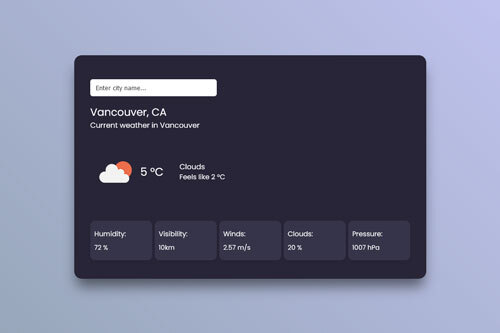 Enter city name...
Vancouver, CA
Current weather in Vancouver
5 °C
Clouds
Feels like 2 °C
Humidity:
72 %
Visibility:
10km
Winds:
2.57 m/s
Clouds:
20 %
Pressure:
1007 hPa